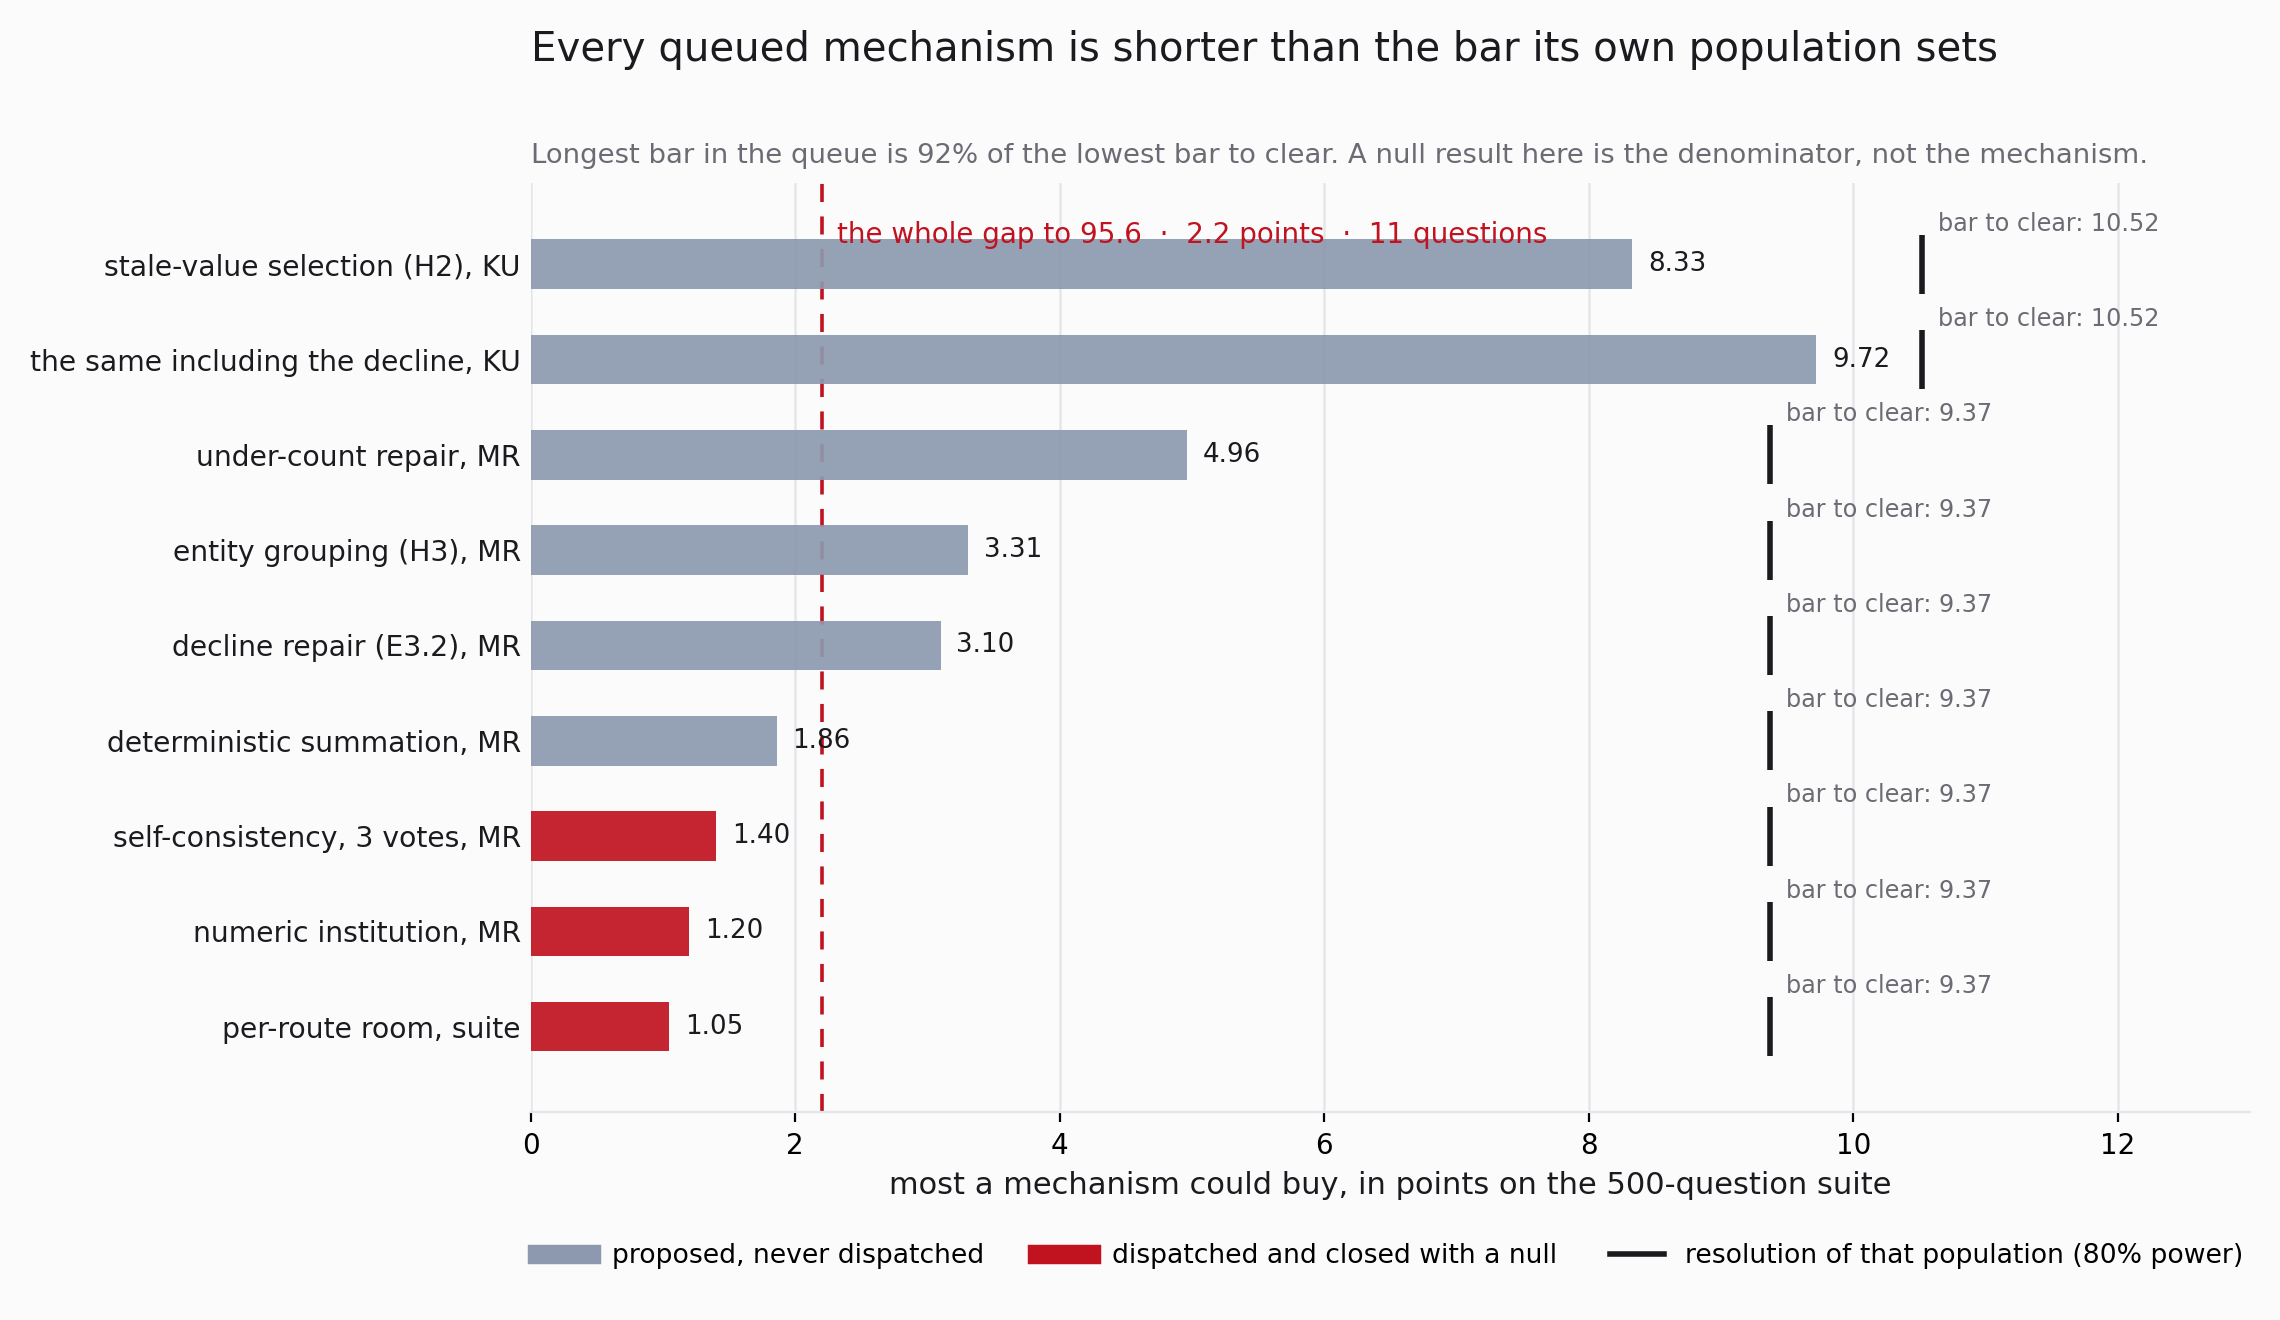 Every queued mechanism is shorter than the bar its own population sets
Longest bar in the queue is 92% of the lowest bar to clear. A null result here is the denominator, not the mechanism.
the whole gap to 95.6 · 2.2 points · 11 questions
bar to clear: 10.52
stale-value selection (H2), KU
8.33
bar to clear: 10.52
the same including the decline, KU
9.72
bar to clear: 9.37
under-count repair, MR
4.96
bar to clear: 9.37
entity grouping (H3), MR
3.31
bar to clear: 9.37
decline repair (E3.2), MR
3.10
bar to clear: 9.37
deterministic summation, MR
1.86
bar to clear: 9.37
self-consistency, 3 votes, MR
1.40
bar to clear: 9.37
numeric institution, MR
1.20
bar to clear: 9.37
per-route room, suite
1.05
0 2 4 6 8 10 12
most a mechanism could buy, in points on the 500-question suite
proposed, never dispatched
dispatched and closed with a null
resolution of that population (80% power)